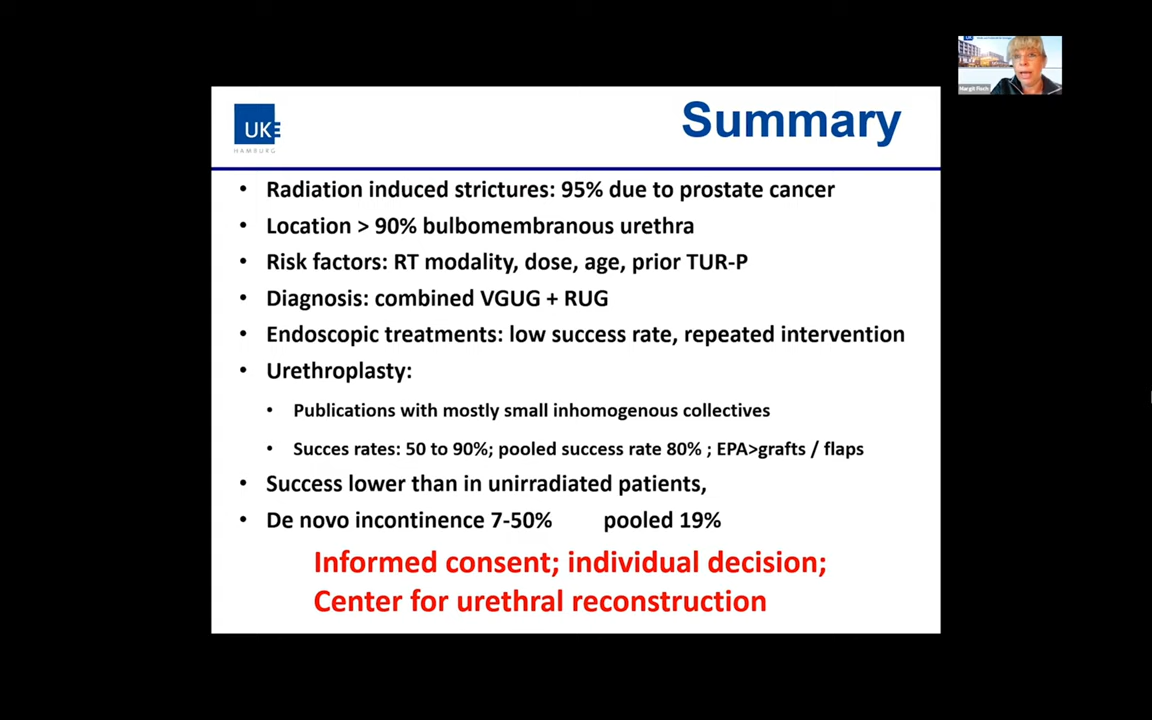 UKE
HAMBURG
Summary
Margit Fisch
• Radiation induced strictures: 95% due to prostate cancer
• Location > 90% bulbomembranous urethra
• Risk factors: RT modality, dose, age, prior TUR-P
• Diagnosis: combined VGUG + RUG
• Endoscopic treatments: low success rate, repeated intervention
• Urethroplasty:
• Publications with mostly small inhomogenous collectives
• Succes rates: 50 to 90%; pooled success rate 80% ; EPA>grafts / flaps
• Success lower than in unirradiated patients,
• De novo incontinence 7-50% pooled 19%
Informed consent; individual decision;
Center for urethral reconstruction